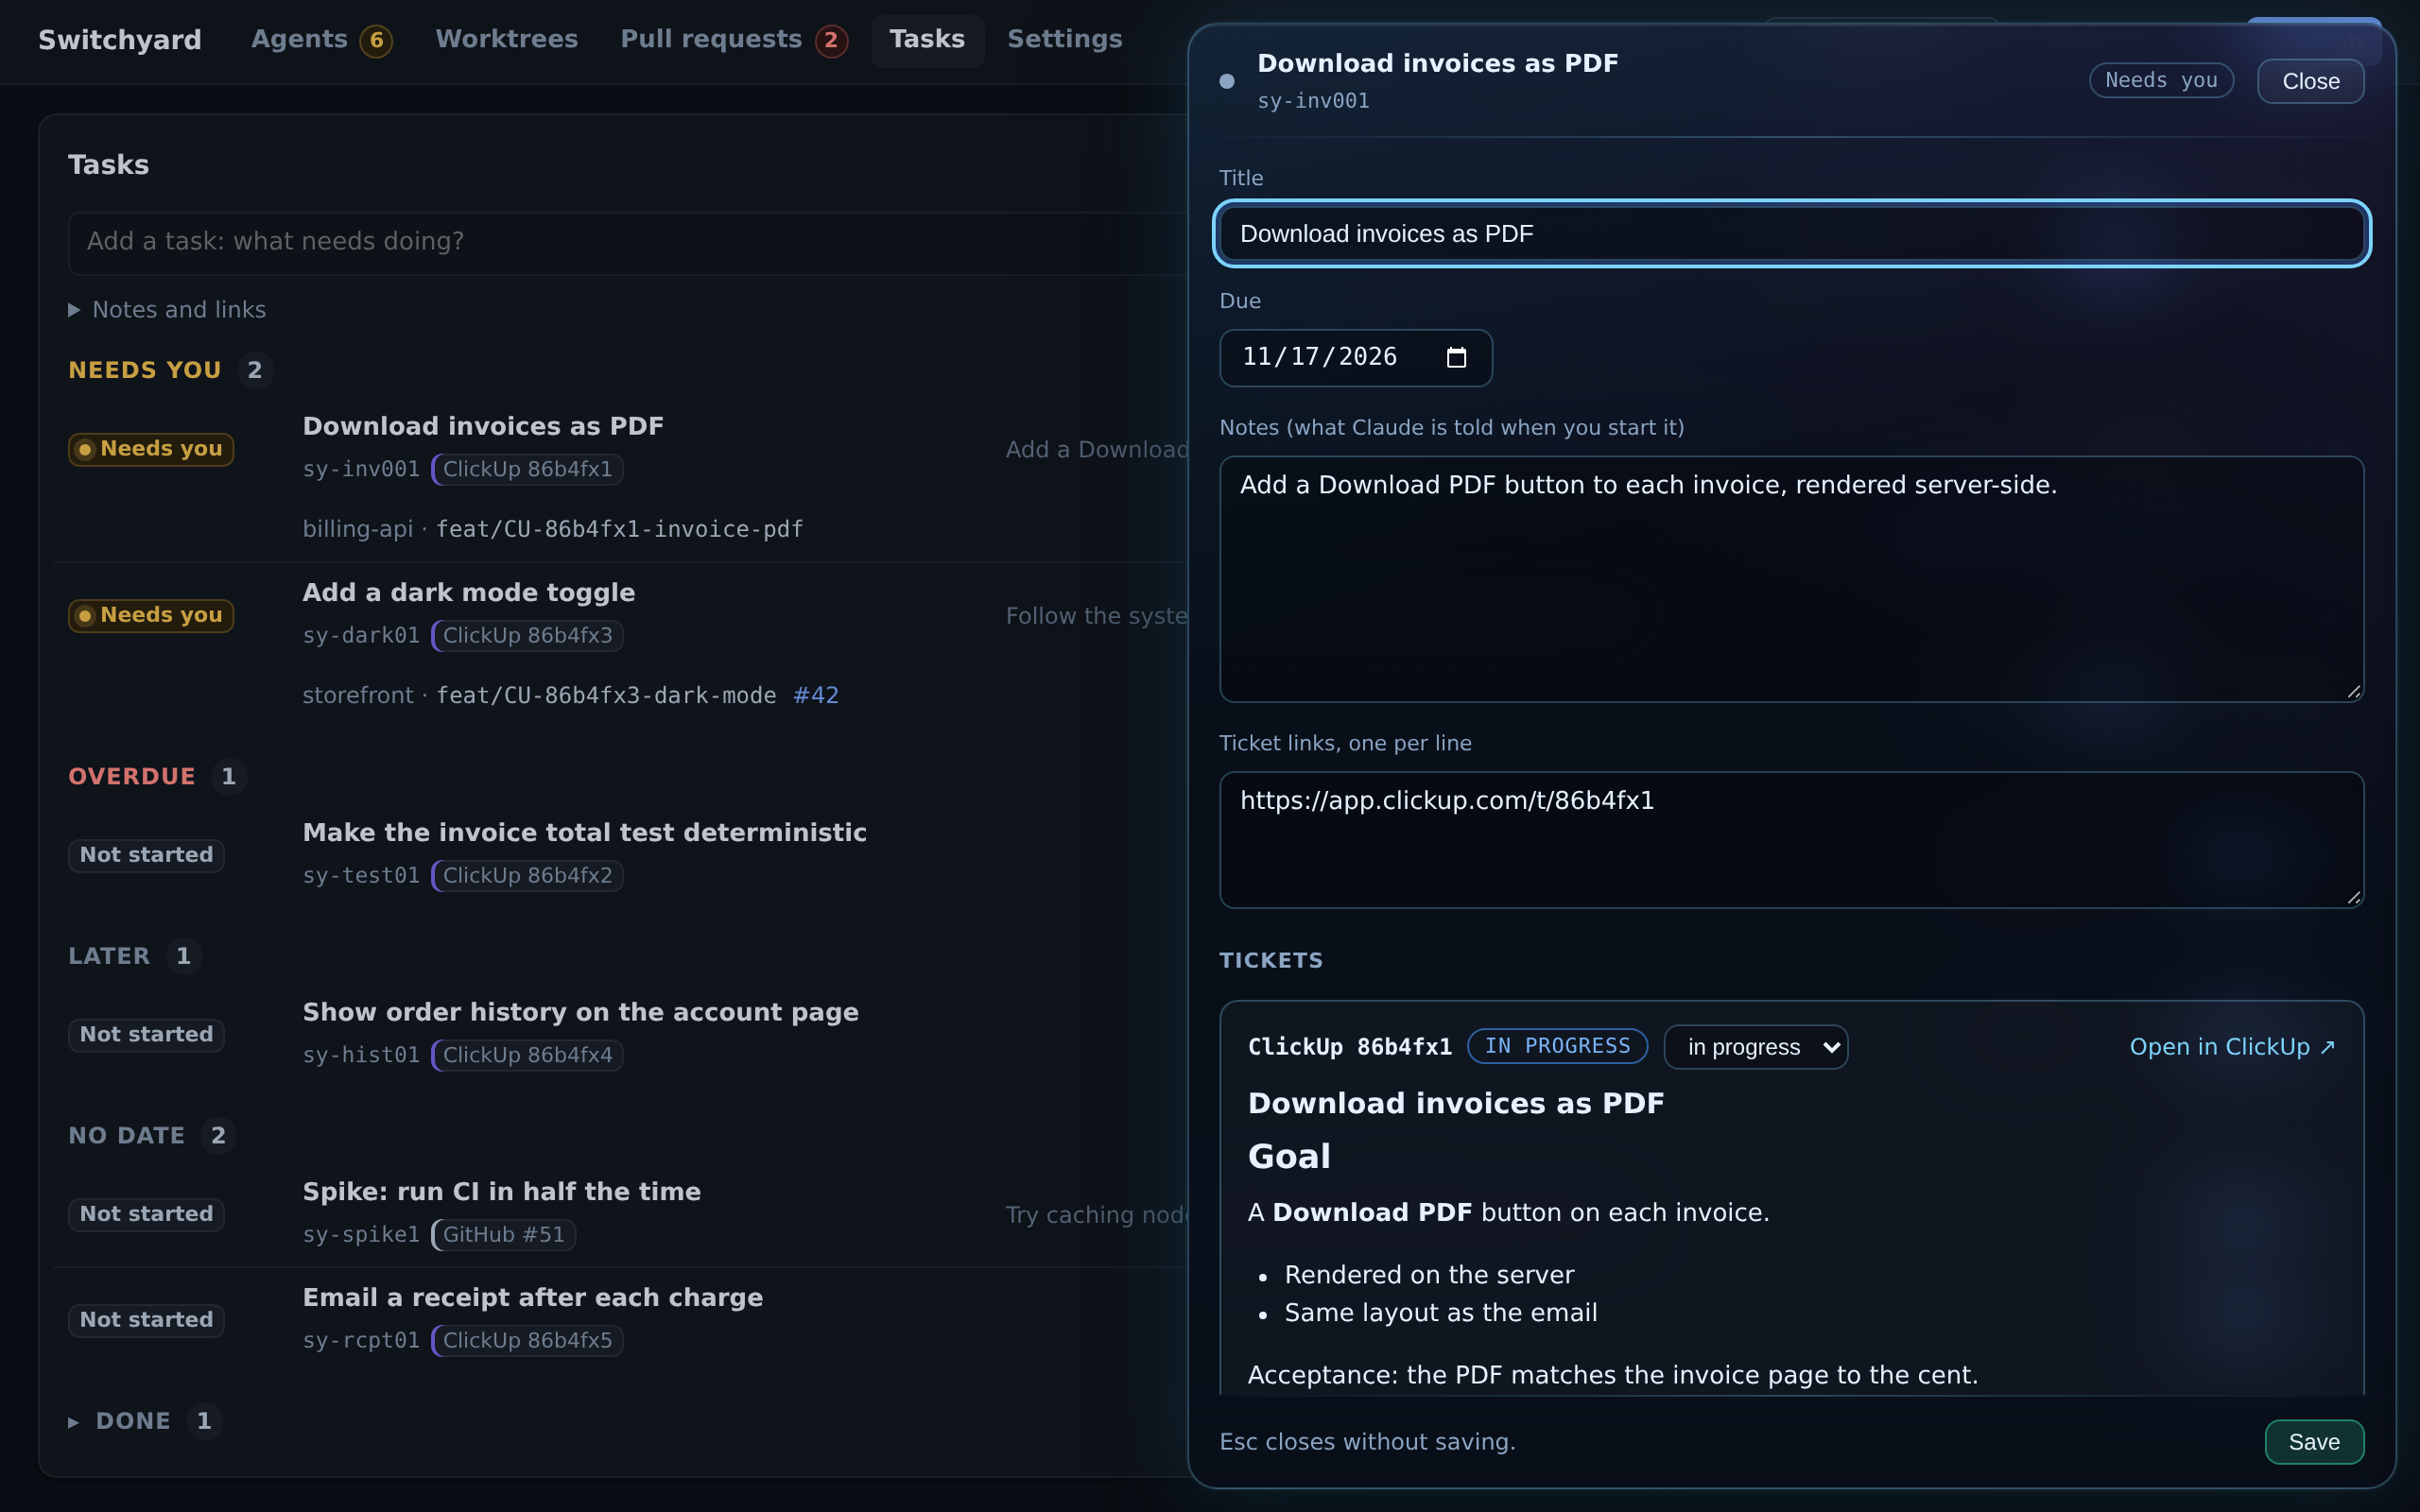 Switchyard Agents 6 Worktrees Pull requests 2 Tasks Settings
Tasks
Add a task: what needs doing?
▶ Notes and links
NEEDS YOU 2
Needs you Download invoices as PDF Add a Download
sy-inv001 ClickUp 86b4fx1
billing-api · feat/CU-86b4fx1-invoice-pdf
Needs you Add a dark mode toggle Follow the syste
sy-dark01 ClickUp 86b4fx3
storefront · feat/CU-86b4fx3-dark-mode #42
OVERDUE 1
Not started Make the invoice total test deterministic
sy-test01 ClickUp 86b4fx2
LATER 1
Not started Show order history on the account page
sy-hist01 ClickUp 86b4fx4
NO DATE 2
Not started Spike: run CI in half the time Try caching node
sy-spike1 GitHub #51
Not started Email a receipt after each charge
sy-rcpt01 ClickUp 86b4fx5
▸ DONE 1
Download invoices as PDF
sy-inv001
Needs you Close
Title
Download invoices as PDF
Due
11/17/2026
Notes (what Claude is told when you start it)
Add a Download PDF button to each invoice, rendered server-side.
Ticket links, one per line
https://app.clickup.com/t/86b4fx1
TICKETS
ClickUp 86b4fx1 IN PROGRESS in progress Open in ClickUp ↗
Download invoices as PDF
Goal
A Download PDF button on each invoice.
• Rendered on the server
• Same layout as the email
Acceptance: the PDF matches the invoice page to the cent.
Esc closes without saving. Save